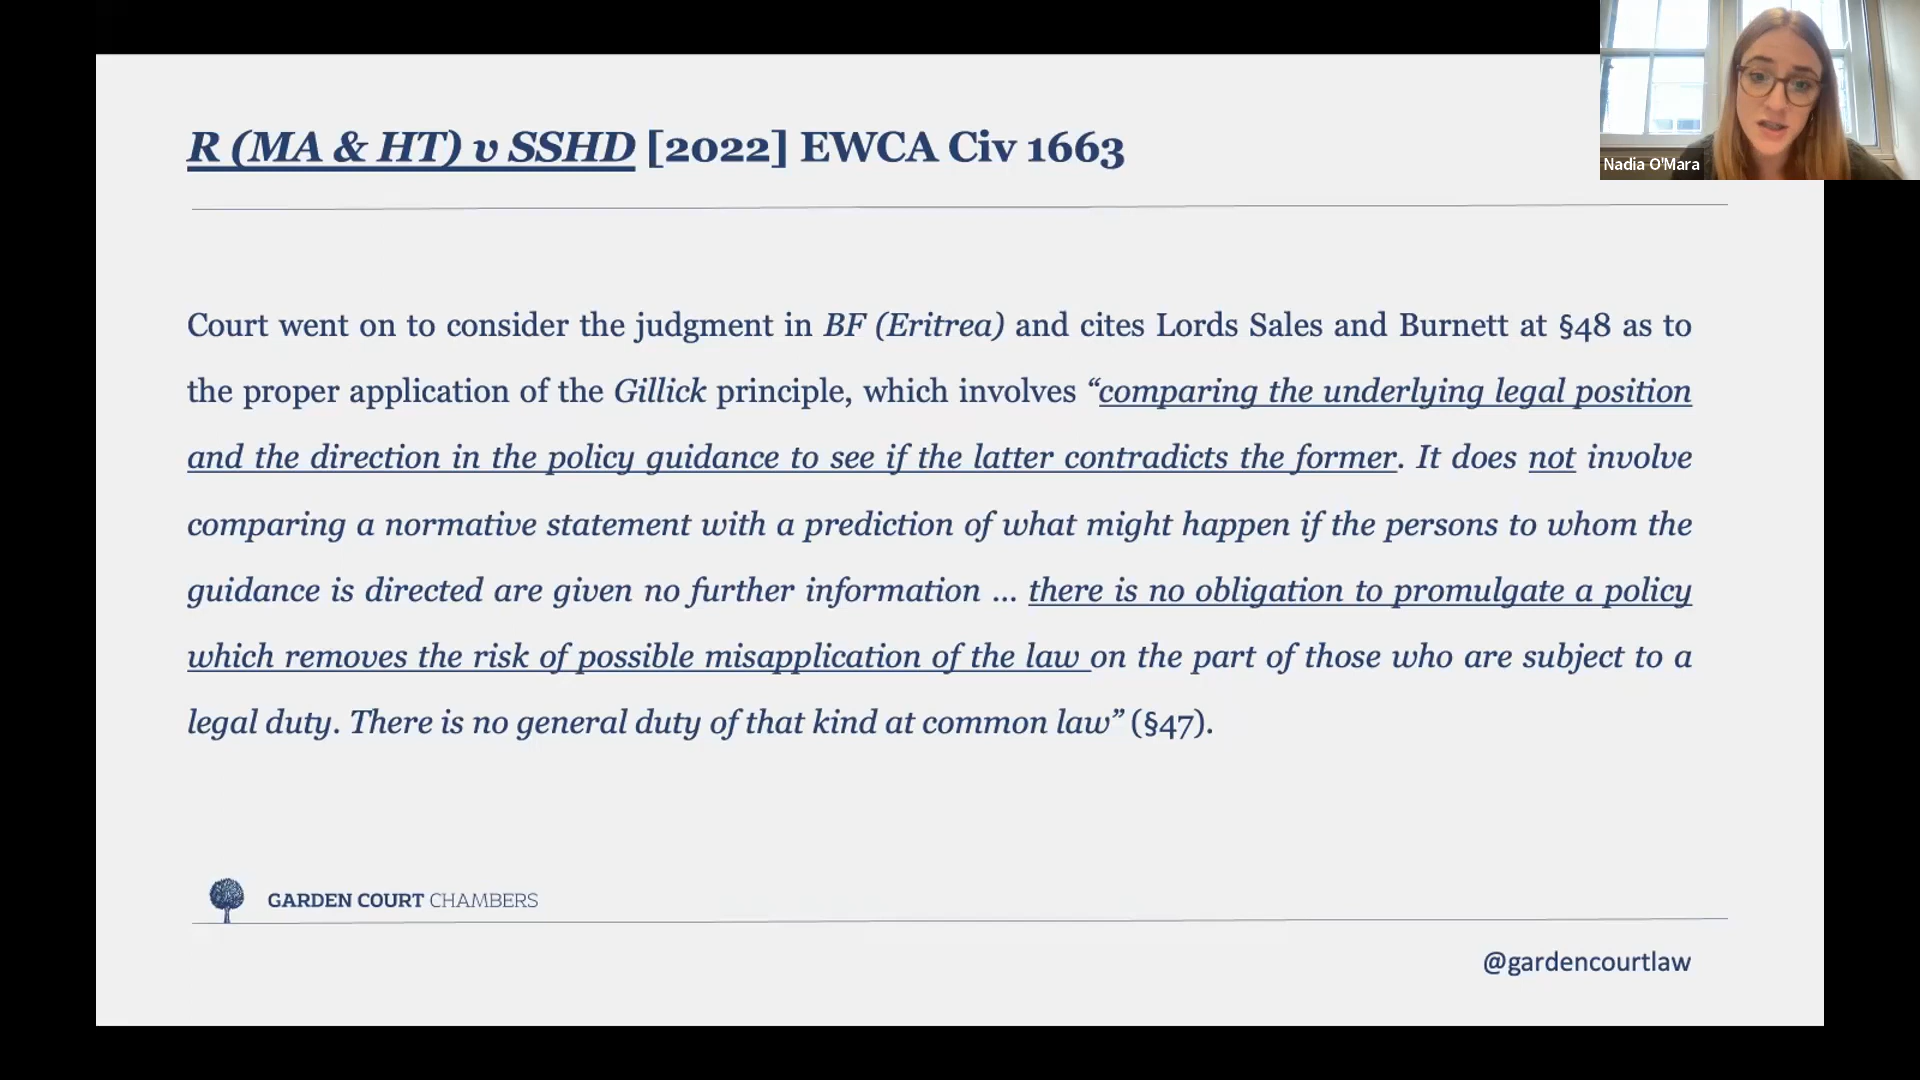 R (MA & HT) v SSHD [2022] EWCA Civ 1663
Nadia O'Mara
Court went on to consider the judgment in BF (Eritrea) and cites Lords Sales and Burnett at §48 as to
the proper application of the Gillick principle, which involves “comparing the underlying legal position
and the direction in the policy guidance to see if the latter contradicts the former. It does not involve
comparing a normative statement with a prediction of what might happen if the persons to whom the
guidance is directed are given no further information ... there is no obligation to promulgate a policy
which removes the risk of possible misapplication of the law on the part of those who are subject to a
legal duty. There is no general duty of that kind at common law” (§47).
GARDEN COURT CHAMBERS
@gardencourtlaw